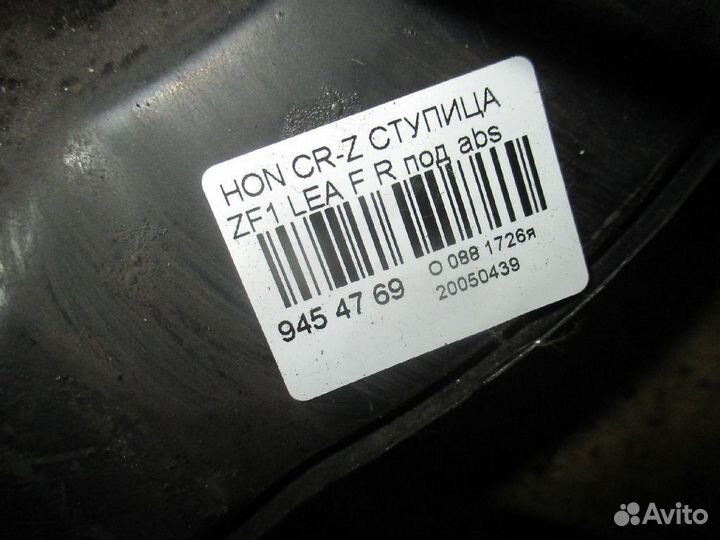 HON CR-Z СТУПИЦА
ZF1 LEA F R под abs
945 47 69
O 088 1726я
20050439
Avito